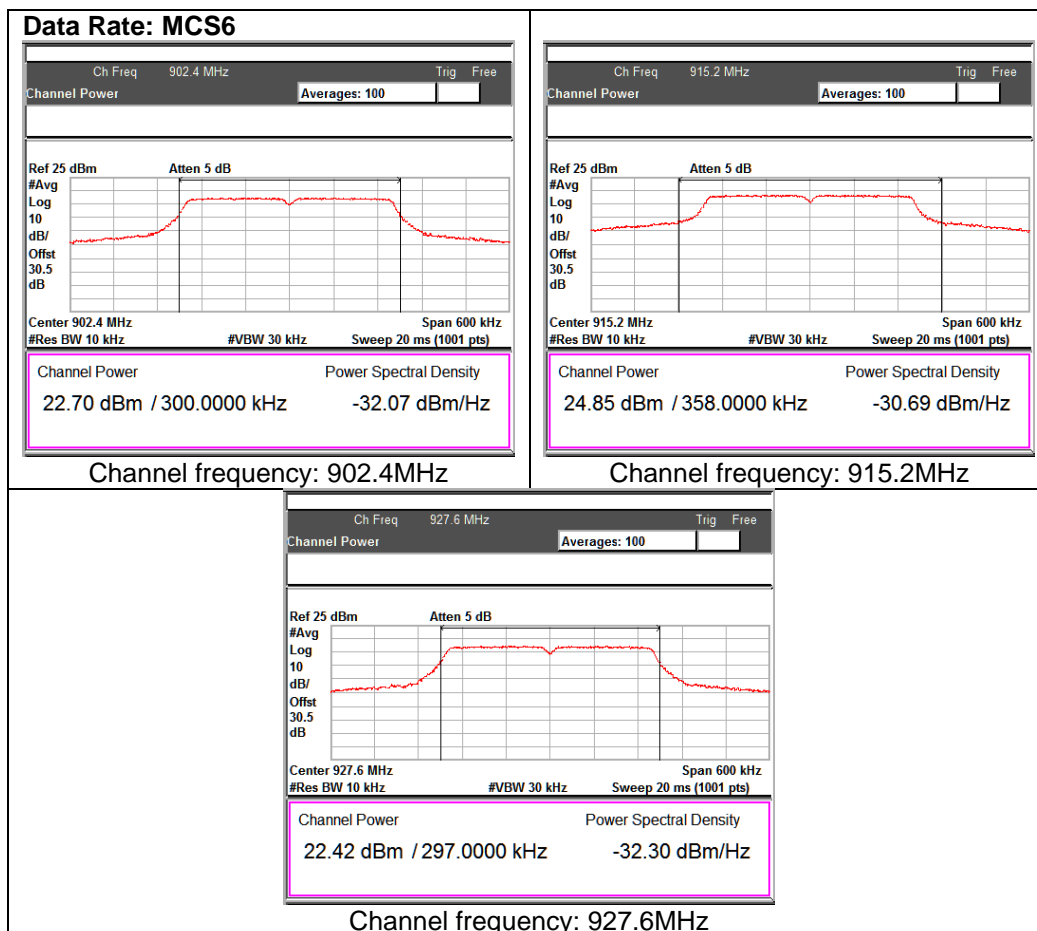 Data Rate: MCS6
Ch Freq 902.4 MHz Trig Free
Channel Power Averages: 100
Ref 25 dBm Atten 5 dB
#Avg
Log
10
dB/
Offst
30.5
dB
Center 902.4 MHz Span 600 kHz
#Res BW 10 kHz #VBW 30 kHz Sweep 20 ms (1001 pts)
Channel Power Power Spectral Density
22.70 dBm / 300.0000 kHz -32.07 dBm/Hz
Channel frequency: 902.4MHz
Ch Freq 915.2 MHz Trig Free
Channel Power Averages: 100
Ref 25 dBm Atten 5 dB
#Avg
Log
10
dB/
Offst
30.5
dB
Center 915.2 MHz Span 600 kHz
#Res BW 10 kHz #VBW 30 kHz Sweep 20 ms (1001 pts)
Channel Power Power Spectral Density
24.85 dBm / 358.0000 kHz -30.69 dBm/Hz
Channel frequency: 915.2MHz
Ch Freq 927.6 MHz Trig Free
Channel Power Averages: 100
Ref 25 dBm Atten 5 dB
#Avg
Log
10
dB/
Offst
30.5
dB
Center 927.6 MHz Span 600 kHz
#Res BW 10 kHz #VBW 30 kHz Sweep 20 ms (1001 pts)
Channel Power Power Spectral Density
22.42 dBm / 297.0000 kHz -32.30 dBm/Hz
Channel frequency: 927.6MHz